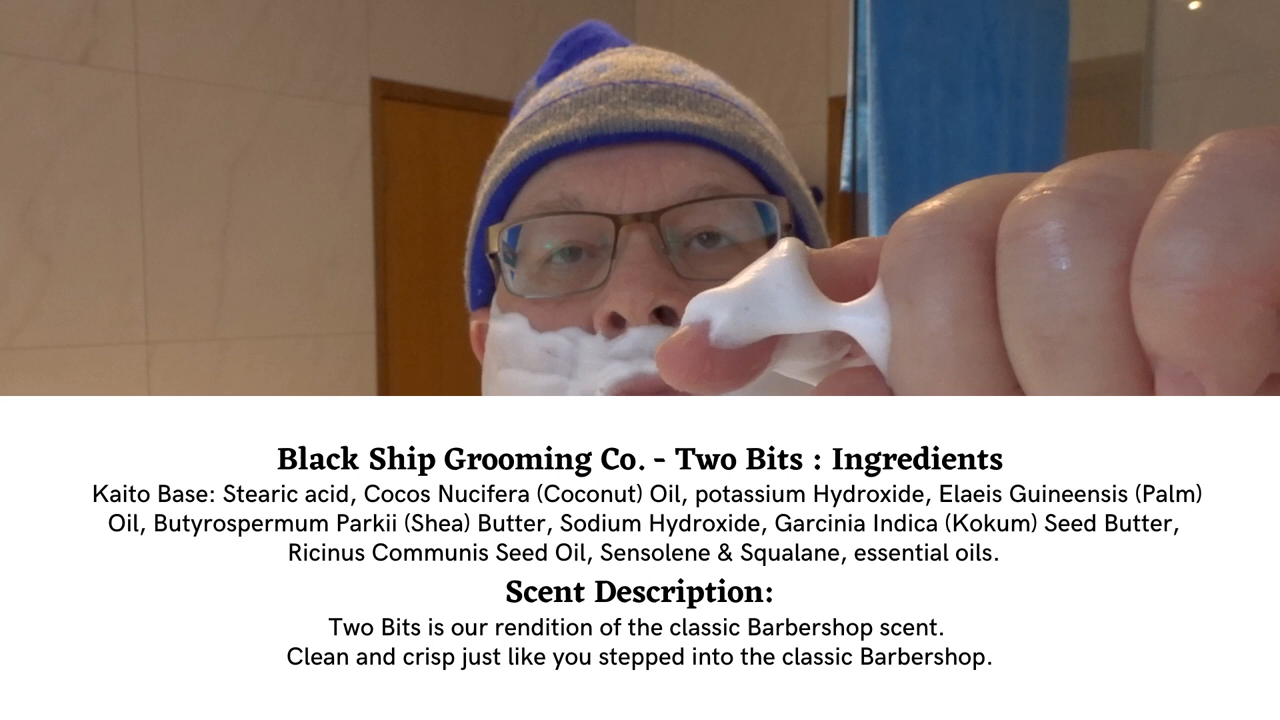 Black Ship Grooming Co. - Two Bits : Ingredients
Kaito Base: Stearic acid, Cocos Nucifera (Coconut) Oil, potassium Hydroxide, Elaeis Guineensis (Palm)
Oil, Butyrospermum Parkii (Shea) Butter, Sodium Hydroxide, Garcinia Indica (Kokum) Seed Butter,
Ricinus Communis Seed Oil, Sensolene & Squalane, essential oils.
Scent Description:
Two Bits is our rendition of the classic Barbershop scent.
Clean and crisp just like you stepped into the classic Barbershop.